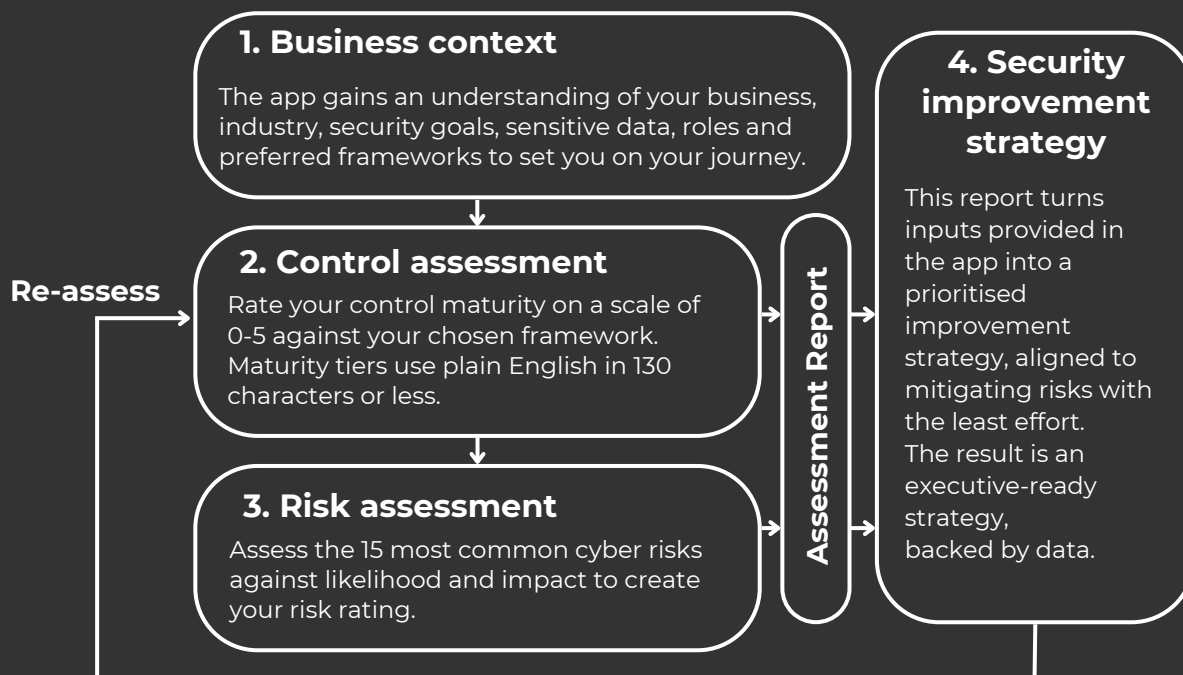 1. Business context
The app gains an understanding of your business,
industry, security goals, sensitive data, roles and
preferred frameworks to set you on your journey.
Re-assess
2. Control assessment
Rate your control maturity on a scale of
0-5 against your chosen framework.
Maturity tiers use plain English in 130
characters or less.
3. Risk assessment
Assess the 15 most common cyber risks
against likelihood and impact to create
your risk rating.
Assessment Report
4. Security
improvement
strategy
This report turns
inputs provided in
the app into a
prioritised
improvement
strategy, aligned to
mitigating risks with
the least effort.
The result is an
executive-ready
strategy,
backed by data.